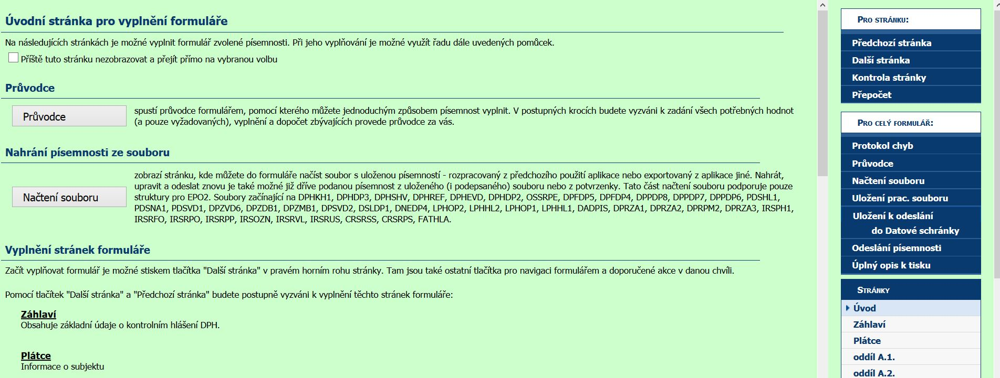 Úvodní stránka pro vyplnění formuláře
Na následujících stránkách je možné vyplnit formulář zvolené písemnosti. Při jeho vyplňování je možné využít řadu dále uvedených pomůcek.
Příště tuto stránku nezobrazovat a přejít přímo na vybranou volbu
Průvodce
Průvodce
spustí průvodce formulářem, pomocí kterého můžete jednoduchým způsobem písemnost vyplnit. V postupných krocích budete vyzváni k zadání všech potřebných hodnot
(a pouze vyžadovaných), vyplnění a dopočet zbývajících provede průvodce za vás.
Nahrání písemnosti ze souboru
Načtení souboru
zobrazí stránku, kde můžete do formuláře načíst soubor s uloženou písemností - rozpracovaný z předchozího použití aplikace nebo exportovaný z aplikace jiné. Nahrát,
upravit a odeslat znovu je také možné již dříve podanou písemnost z uloženého (i podepsaného) souboru nebo z potvrzenky. Tato část načtení souboru podporuje pouze
struktury pro EPO2. Soubory začínající na DPHKH1, DPHDP3, DPHSHV, DPHREF, DPHEVD, DPHDP2, OSSRPE, DPFDP5, DPFDP4, DPPDP8, DPPDP7, DPPDP6, PDSHL1,
PDSNA1, PDSVD1, DPZVD6, DPZDB1, DPZMB1, DPSVD2, DSLDP1, DNEDP4, LPHOP2, LPHHL2, LPHOP1, LPHHL1, DADPIS, DPRZA1, DPRZA2, DPRPM2, DPRZA3, IRSPH1,
IRSRFO, IRSRPO, IRSRPP, IRSOZN, IRSRVL, IRSRUS, CRSRSS, CRSRPS, FATHLA.
Vyplnění stránek formuláře
Začít vyplňovat formulář je možné stiskem tlačítka "Další stránka" v pravém horním rohu stránky. Tam jsou také ostatní tlačítka pro navigaci formulářem a doporučené akce v danou chvíli.
Pomocí tlačítek "Další stránka" a "Předchozí stránka" budete postupně vyzváni k vyplnění těchto stránek formuláře:
Záhlaví
Obsahuje základní údaje o kontrolním hlášení DPH.
Plátce
Informace o subjektu
Pro stránku:
Předchozí stránka
Další stránka
Kontrola stránky
Přepočet
Pro celý formulář:
Protokol chyb
Průvodce
Načtení souboru
Uložení prac. souboru
Uložení k odeslání
do Datové schránky
Odeslání písemnosti
Úplný opis k tisku
Stránky
Úvod
Záhlaví
Plátce
oddíl A.1.
oddíl A.2.